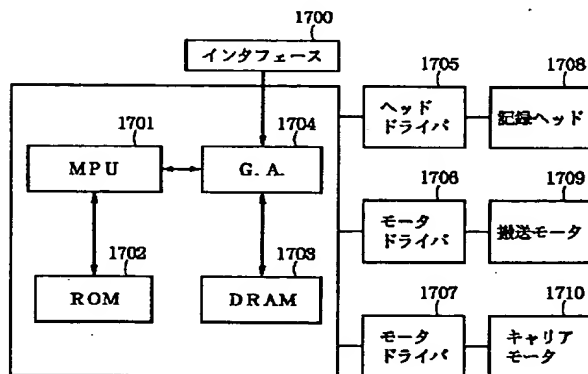 1700
インタフェース
1705
1708
ヘッド
ドライバ
記録ヘッド
1701
1704
MPU
G.A.
1706
1709
モータ
ドライバ
搬送モータ
1702
1703
ROM
DRAM
1707
1710
モータ
ドライバ
キャリア
モータ